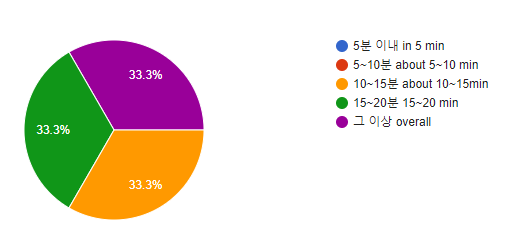 33.3%
33.3%
33.3%
5분 이내 in 5 min
5~10분 about 5~10 min
10~15분 about 10~15min
15~20분 15~20 min
그 이상 overall